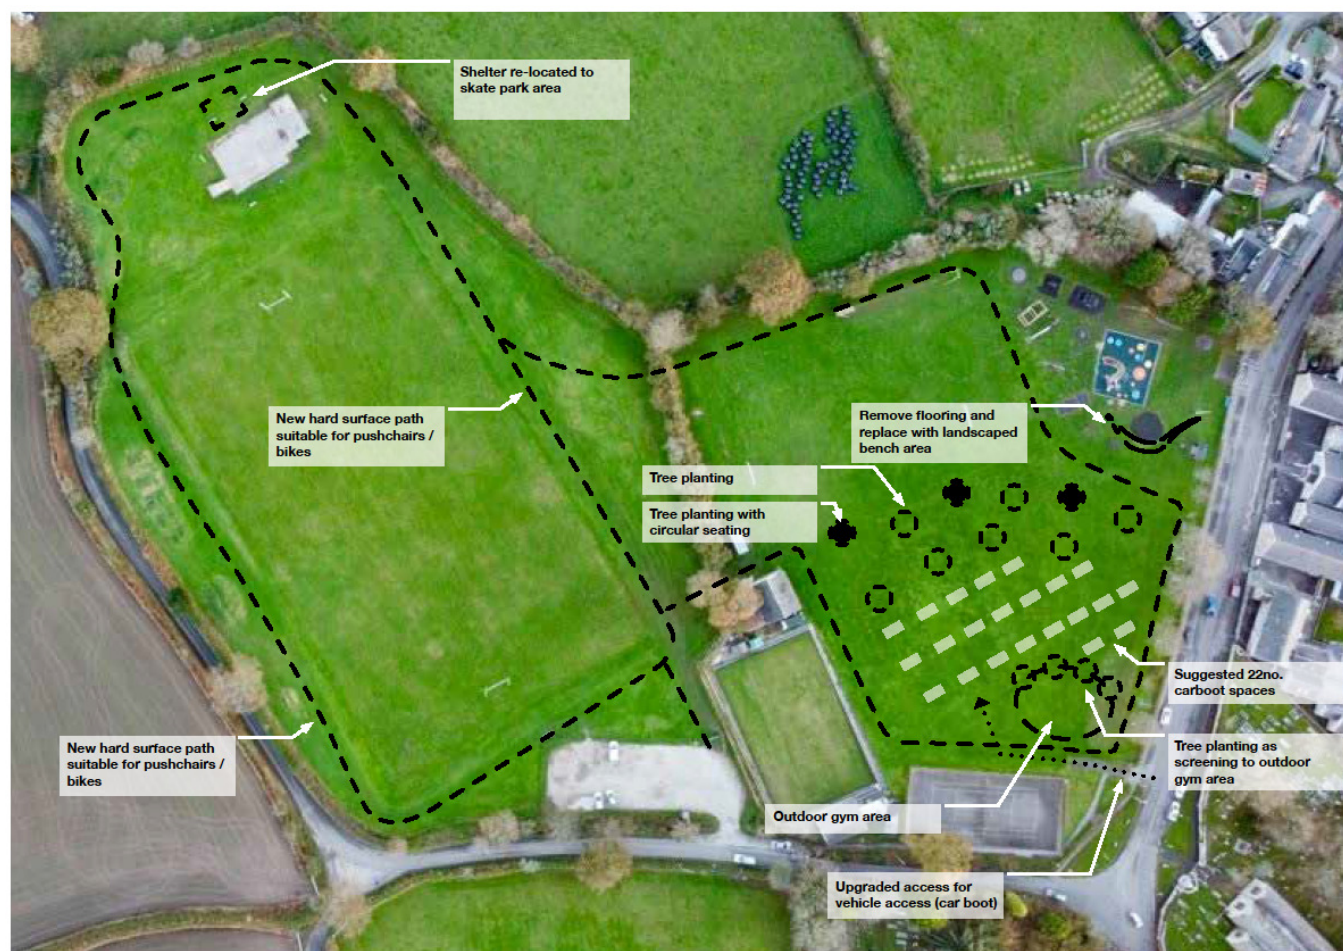 Shelter re-located to
skate park area
New hard surface path
suitable for pushchairs /
bikes
Remove flooring and
replace with landscaped
bench area
Tree planting
Tree planting with
circular seating
Suggested 22no.
carboot spaces
New hard surface path
suitable for pushchairs /
bikes
Tree planting as
screening to outdoor
gym area
Outdoor gym area
Upgraded access for
vehicle access (car boot)